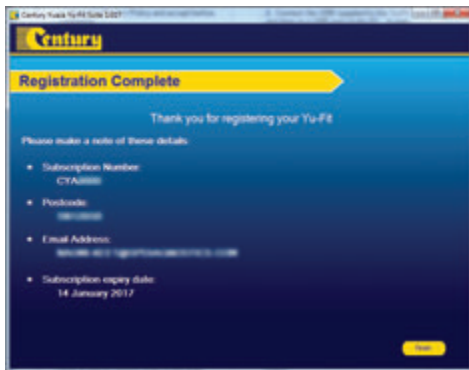 Century Yuasa Yu-Fit Suite
Century
Registration Complete
Thank you for registering your Yu-Fit
Please make a note of these details:
Subscription Number:
CYA
Postcode:
Email Address:
Subscription expiry date:
14 January 2017